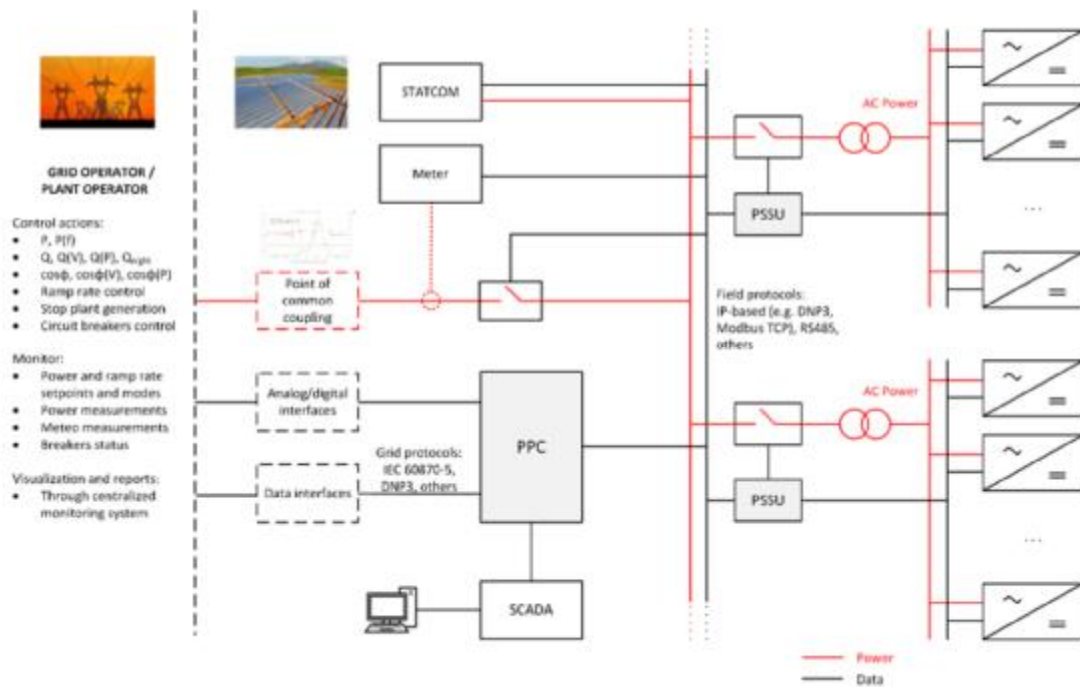 GRID OPERATOR /
PLANT OPERATOR
Control actions:
• P, P(f)
• Q, Q(V), Q(P), Qnight
• cosϕ, cosϕ(V), cosϕ(P)
• Ramp rate control
• Stop plant generation
• Circuit breakers control
Monitor:
• Power and ramp rate
setpoints and modes
• Power measurements
• Meteo measurements
• Breakers status
Visualization and reports:
• Through centralized
monitoring system
STATCOM
Meter
Point of
common
coupling
Analog/digital
interfaces
Data interfaces
Grid protocols:
IEC 60870-5,
DNP3, others
PPC
SCADA
PSSU
AC Power
...
Field protocols:
IP-based (e.g. DNP3,
Modbus TCP), RS485,
others
AC Power
PSSU
...
Power
Data